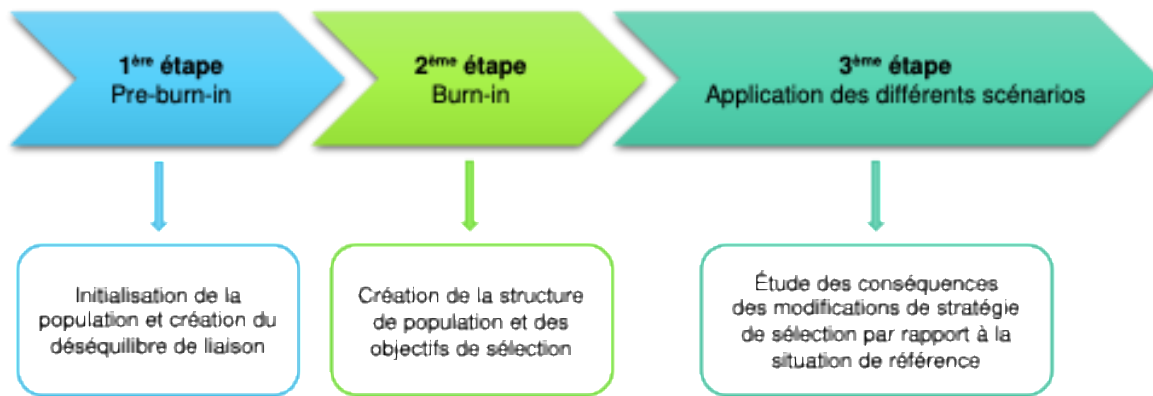 1ère étape
Pre-burn-in
2ème étape
Burn-in
3ème étape
Application des différents scénarios
Initialisation de la
population et création du
déséquilibre de liaison
Création de la structure
de population et des
objectifs de sélection
Étude des conséquences
des modifications de stratégie
de sélection par rapport à la
situation de référence